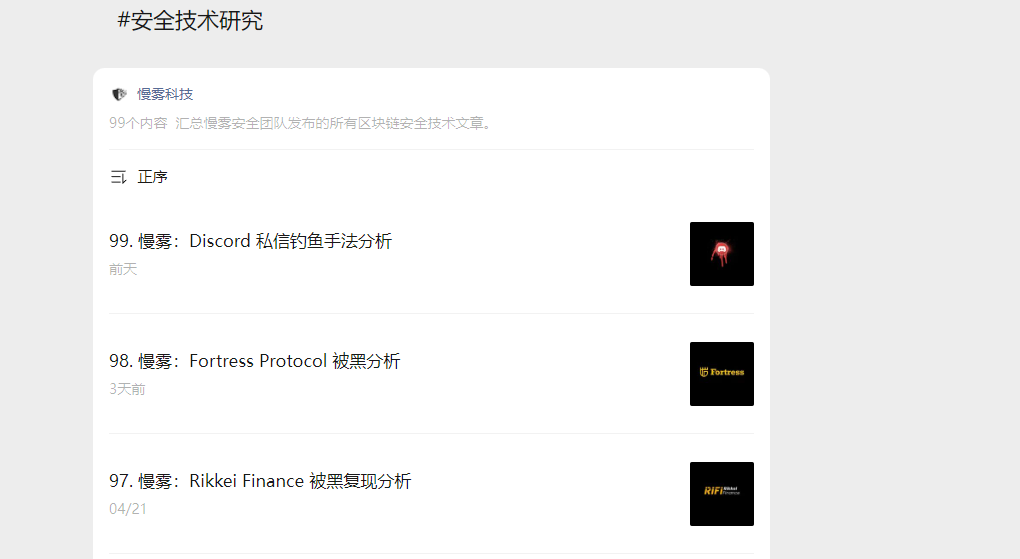 #安全技术研究
慢雾科技
99个内容 汇总慢雾安全团队发布的所有区块链安全技术文章。
正序
99. 慢雾：Discord 私信钓鱼手法分析
前天
98. 慢雾：Fortress Protocol 被黑分析
Fortress
3天前
97. 慢雾：Rikkei Finance 被黑复现分析
RIFI Rikkei Finance
04/21